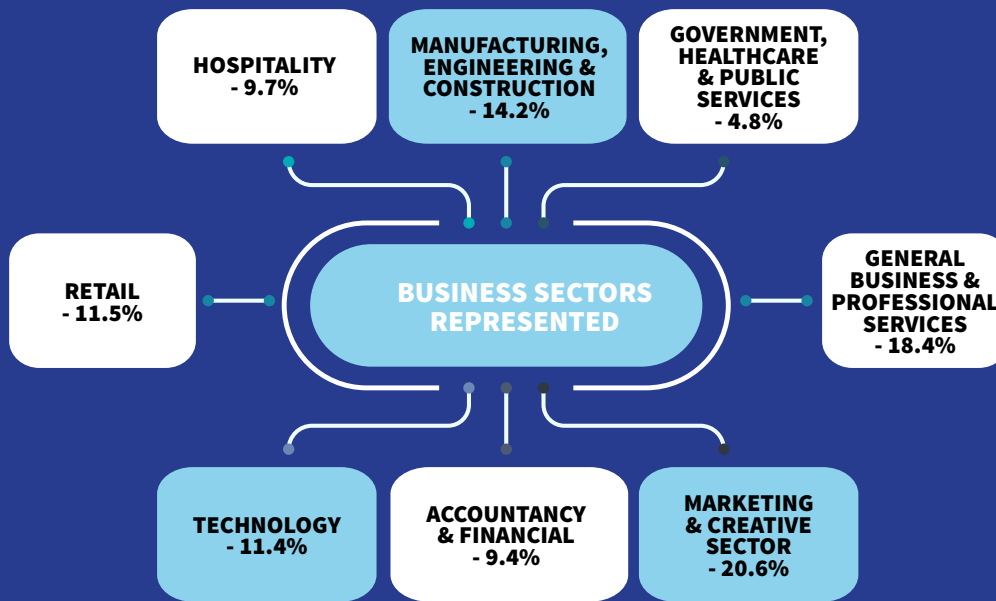 HOSPITALITY
- 9.7%
MANUFACTURING,
ENGINEERING &
CONSTRUCTION
- 14.2%
GOVERNMENT,
HEALTHCARE
& PUBLIC
SERVICES
- 4.8%
RETAIL
- 11.5%
BUSINESS SECTORS
REPRESENTED
GENERAL
BUSINESS &
PROFESSIONAL
SERVICES
- 18.4%
TECHNOLOGY
- 11.4%
ACCOUNTANCY
& FINANCIAL
- 9.4%
MARKETING
& CREATIVE
SECTOR
- 20.6%